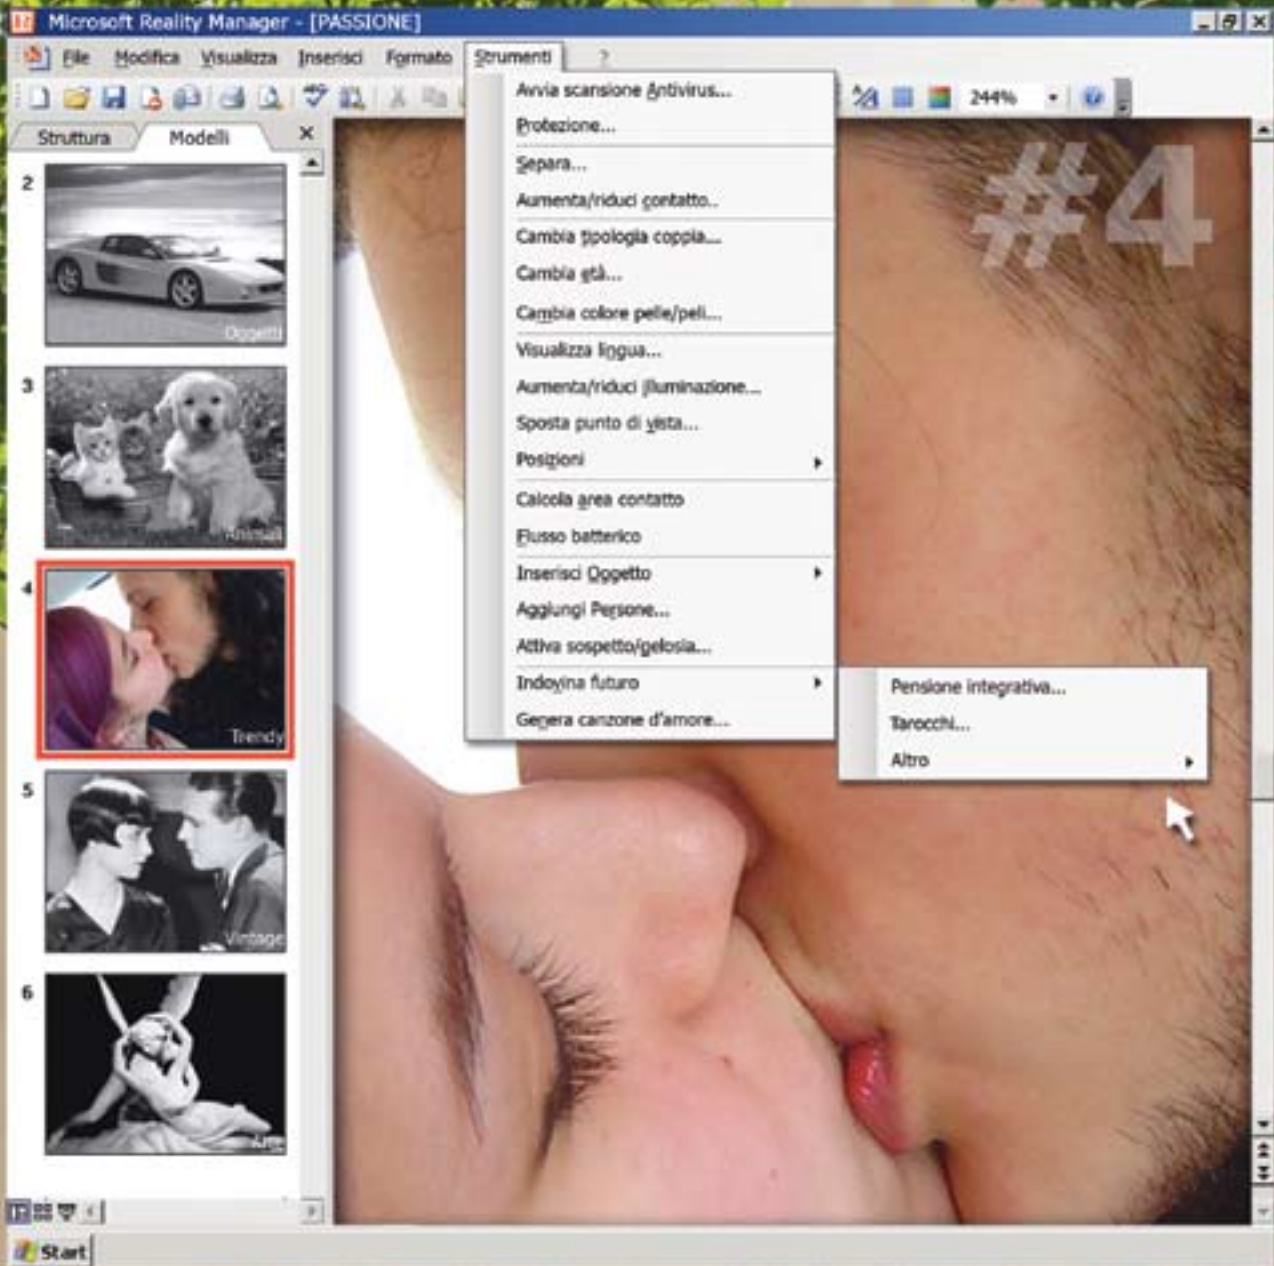 Microsoft Reality Manager - [PASSIONE]
File Modifica Visualizza Inserisci Formato Strumenti ?
244%
Struttura Modelli
#4
Avvia scansione Antivirus...
Protezione...
Separa...
Aumenta/riduci contatto..
Cambia tipologia coppia...
Cambia età...
Cambia colore pelle/peli...
Visualizza lingua...
Aumenta/riduci illuminazione...
Sposta punto di vista...
Posizioni
Calcola area contatto
Flusso batterico
Inserisci Oggetto
Aggiungi Persone...
Attiva sospetto/gelosia...
Indovina futuro
Genera canzone d'amore...
Pensione integrativa...
Tarocchi...
Altro
2
Oggetti
3
Animali
4
Trendy
5
Vintage
6
Arte
Start